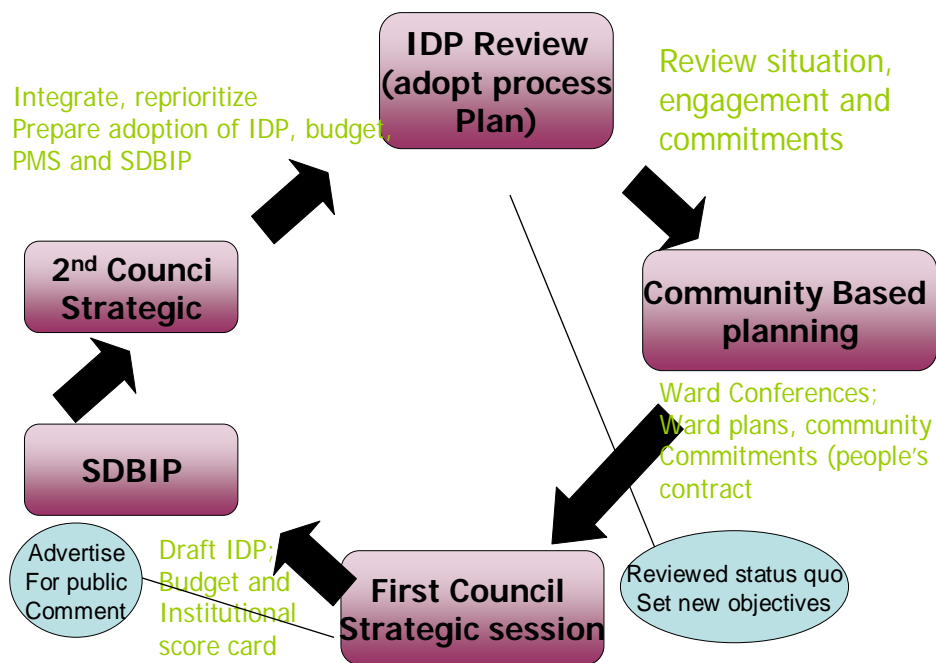 IDP Review
(adopt process
Plan)
Review situation,
engagement and
commitments
Integrate, reprioritize
Prepare adoption of IDP, budget,
PMS and SDBIP
2nd Counci
Strategic
Community Based
planning
Ward Conferences;
Ward plans, community
Commitments (people's
contract
SDBIP
Advertise
For public
Comment
Draft IDP;
Budget and
Institutional
score card
First Council
Strategic session
Reviewed status quo
Set new objectives